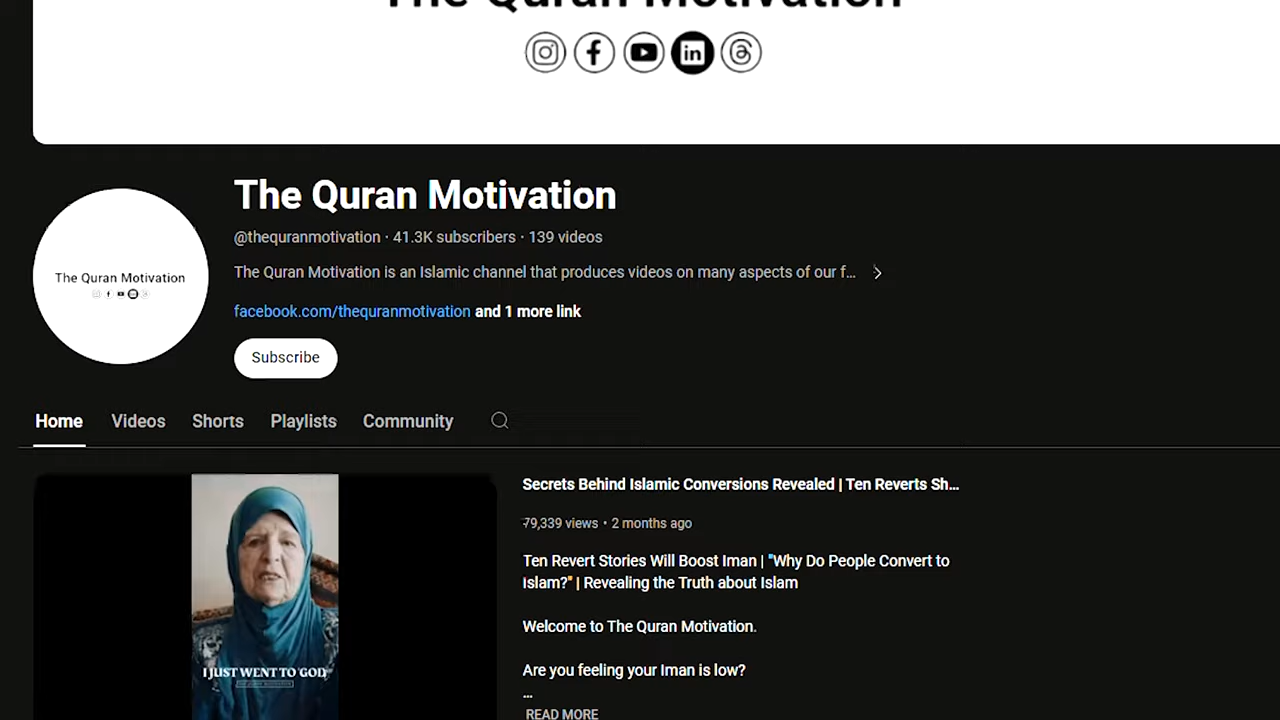 The Quran Motivation
The Quran Motivation
@thequranmotivation · 41.3K subscribers · 139 videos
The Quran Motivation is an Islamic channel that produces videos on many aspects of our f...
The Quran Motivation
facebook.com/thequranmotivation and 1 more link
Subscribe
Home Videos Shorts Playlists Community
Secrets Behind Islamic Conversions Revealed | Ten Reverts Sh...
79,339 views • 2 months ago
Ten Revert Stories Will Boost Iman | "Why Do People Convert to
Islam?" | Revealing the Truth about Islam
Welcome to The Quran Motivation.
Are you feeling your Iman is low?
...
READ MORE
I JUST WENT TO GOD